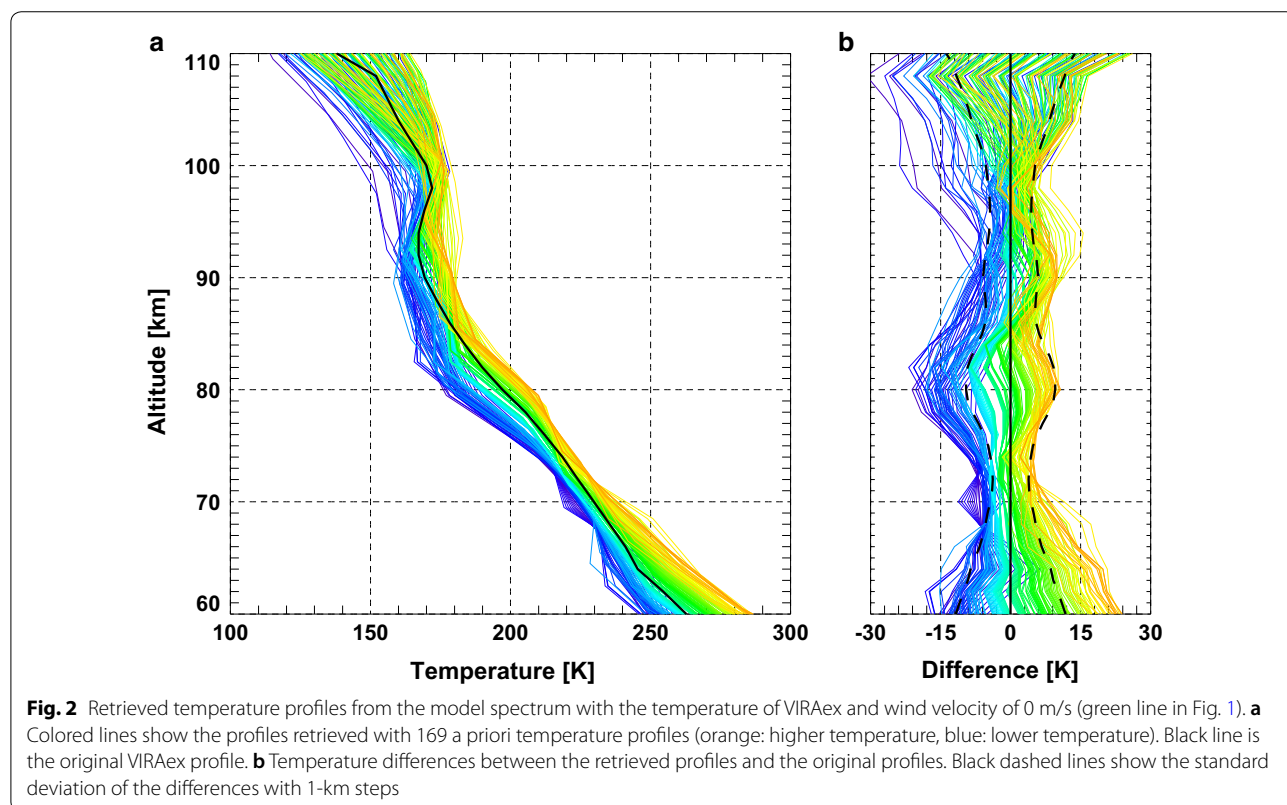 a
b
110
100
90
80
70
60
Altitude [km]
100 150 200 250 300
-30 -15 0 15 30
Temperature [K]
Difference [K]
Fig. 2 Retrieved temperature profiles from the model spectrum with the temperature of VIRAex and wind velocity of 0 m/s (green line in Fig. 1). a
Colored lines show the profiles retrieved with 169 a priori temperature profiles (orange: higher temperature, blue: lower temperature). Black line is
the original VIRAex profile. b Temperature differences between the retrieved profiles and the original profiles. Black dashed lines show the standard
deviation of the differences with 1-km steps